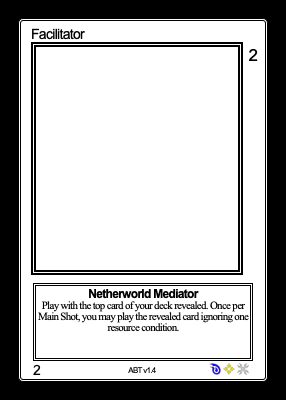 Facilitator
2
Netherworld Mediator
Play with the top card of your deck revealed. Once per
Main Shot, you may play the revealed card ignoring one
resource condition.
2
ABT v1.4